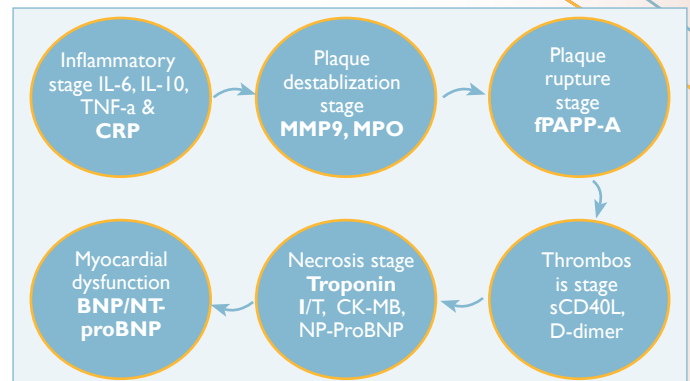 Inflammatory
stage IL-6, IL-10,
TNF-a &
CRP
Plaque
destablization
stage
MMP9, MPO
Plaque
rupture
stage
fPAPP-A
Thrombos
is stage
sCD40L,
D-dimer
Necrosis stage
Troponin
I/T, CK-MB,
NP-ProBNP
Myocardial
dysfunction
BNP/NT-
proBNP